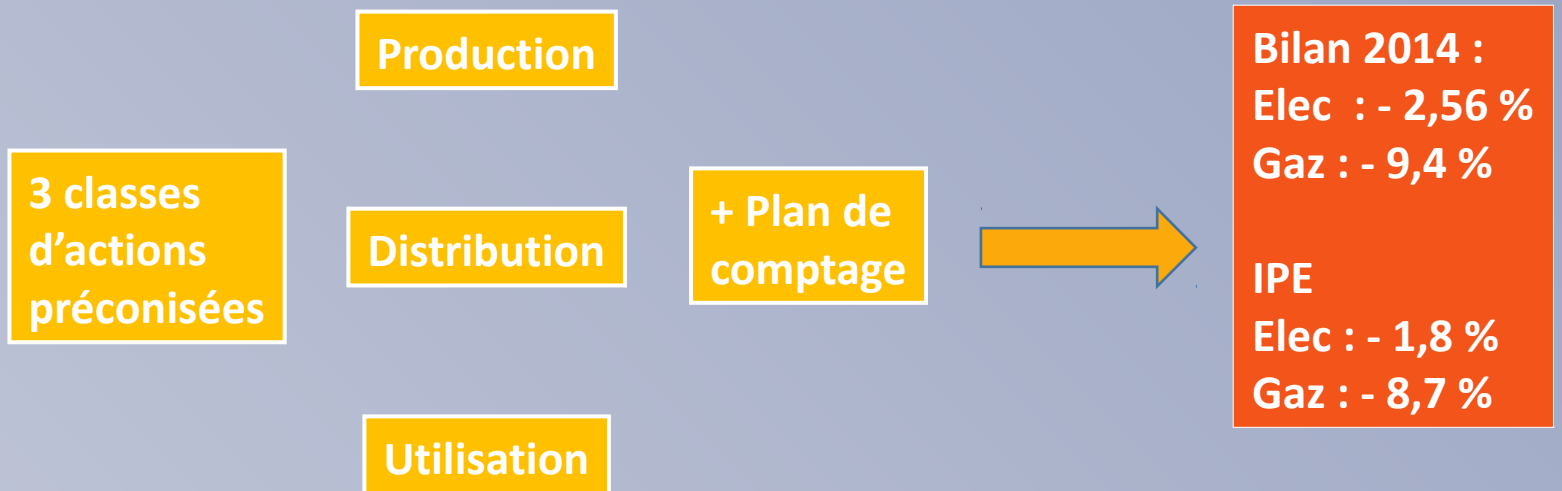 3 classes
d’actions
préconisées
Production
Distribution
Utilisation
+ Plan de
comptage
Bilan 2014 :
Elec  : - 2,56 %
Gaz : - 9,4 %
IPE
Elec : - 1,8 %
Gaz : - 8,7 %